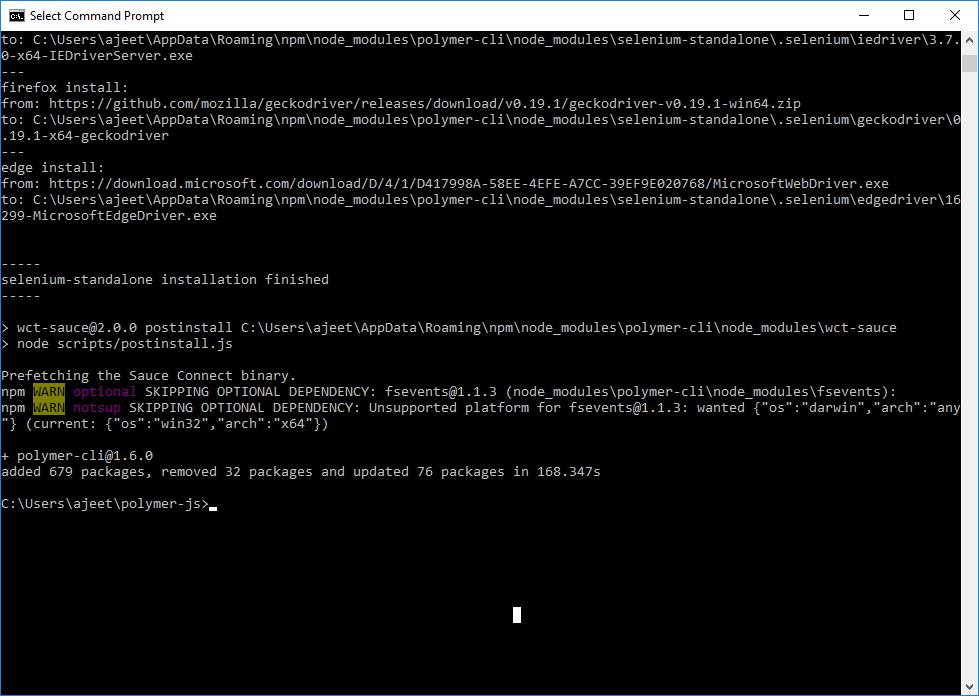 Select Command Prompt
to: C:\Users\ajeet\AppData\Roaming\npm\node_modules\polymer-cli\node_modules\selenium-standalone\.selenium\iedriver\3.7.
0-x64-IEDriverServer.exe
---
firefox install:
from: https://github.com/mozilla/geckodriver/releases/download/v0.19.1/geckodriver-v0.19.1-win64.zip
to: C:\Users\ajeet\AppData\Roaming\npm\node_modules\polymer-cli\node_modules\selenium-standalone\.selenium\geckodriver\0
.19.1-x64-geckodriver
---
edge install:
from: https://download.microsoft.com/download/D/4/1/D417998A-58EE-4EFE-A7CC-39EF9E020768/MicrosoftWebDriver.exe
to: C:\Users\ajeet\AppData\Roaming\npm\node_modules\polymer-cli\node_modules\selenium-standalone\.selenium\edgedriver\16
299-MicrosoftEdgeDriver.exe
-----
selenium-standalone installation finished
-----
> wct-sauce@2.0.0 postinstall C:\Users\ajeet\AppData\Roaming\npm\node_modules\polymer-cli\node_modules\wct-sauce
> node scripts/postinstall.js
Prefetching the Sauce Connect binary.
npm WARN optional SKIPPING OPTIONAL DEPENDENCY: fsevents@1.1.3 (node_modules\polymer-cli\node_modules\fsevents):
npm WARN notsup SKIPPING OPTIONAL DEPENDENCY: Unsupported platform for fsevents@1.1.3: wanted {"os":"darwin","arch":"any
"} (current: {"os":"win32","arch":"x64"})
+ polymer-cli@1.6.0
added 679 packages, removed 32 packages and updated 76 packages in 168.347s
C:\Users\ajeet\polymer-js>